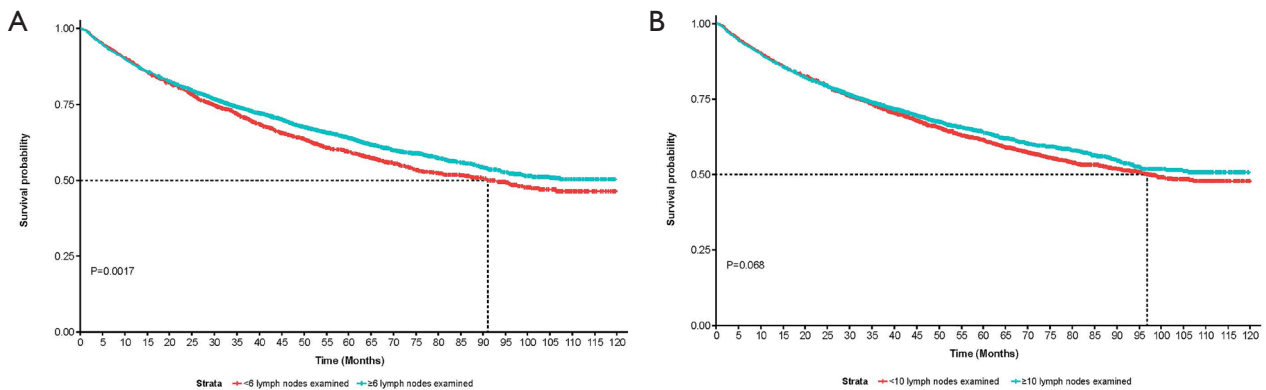 A
1.00
0.75
0.50
0.25
0.00
Survival probability
P=0.0017
0 5 10 15 20 25 30 35 40 45 50 55 60 65 70 75 80 85 90 95 100 105 110 115 120
Time (Months)
Strata <6 lymph nodes examined ≥6 lymph nodes examined
B
1.00
0.75
0.50
0.25
0.00
Survival probability
P=0.068
0 5 10 15 20 25 30 35 40 45 50 55 60 65 70 75 80 85 90 95 100 105 110 115 120
Time (Months)
Strata <10 lymph nodes examined ≥10 lymph nodes examined